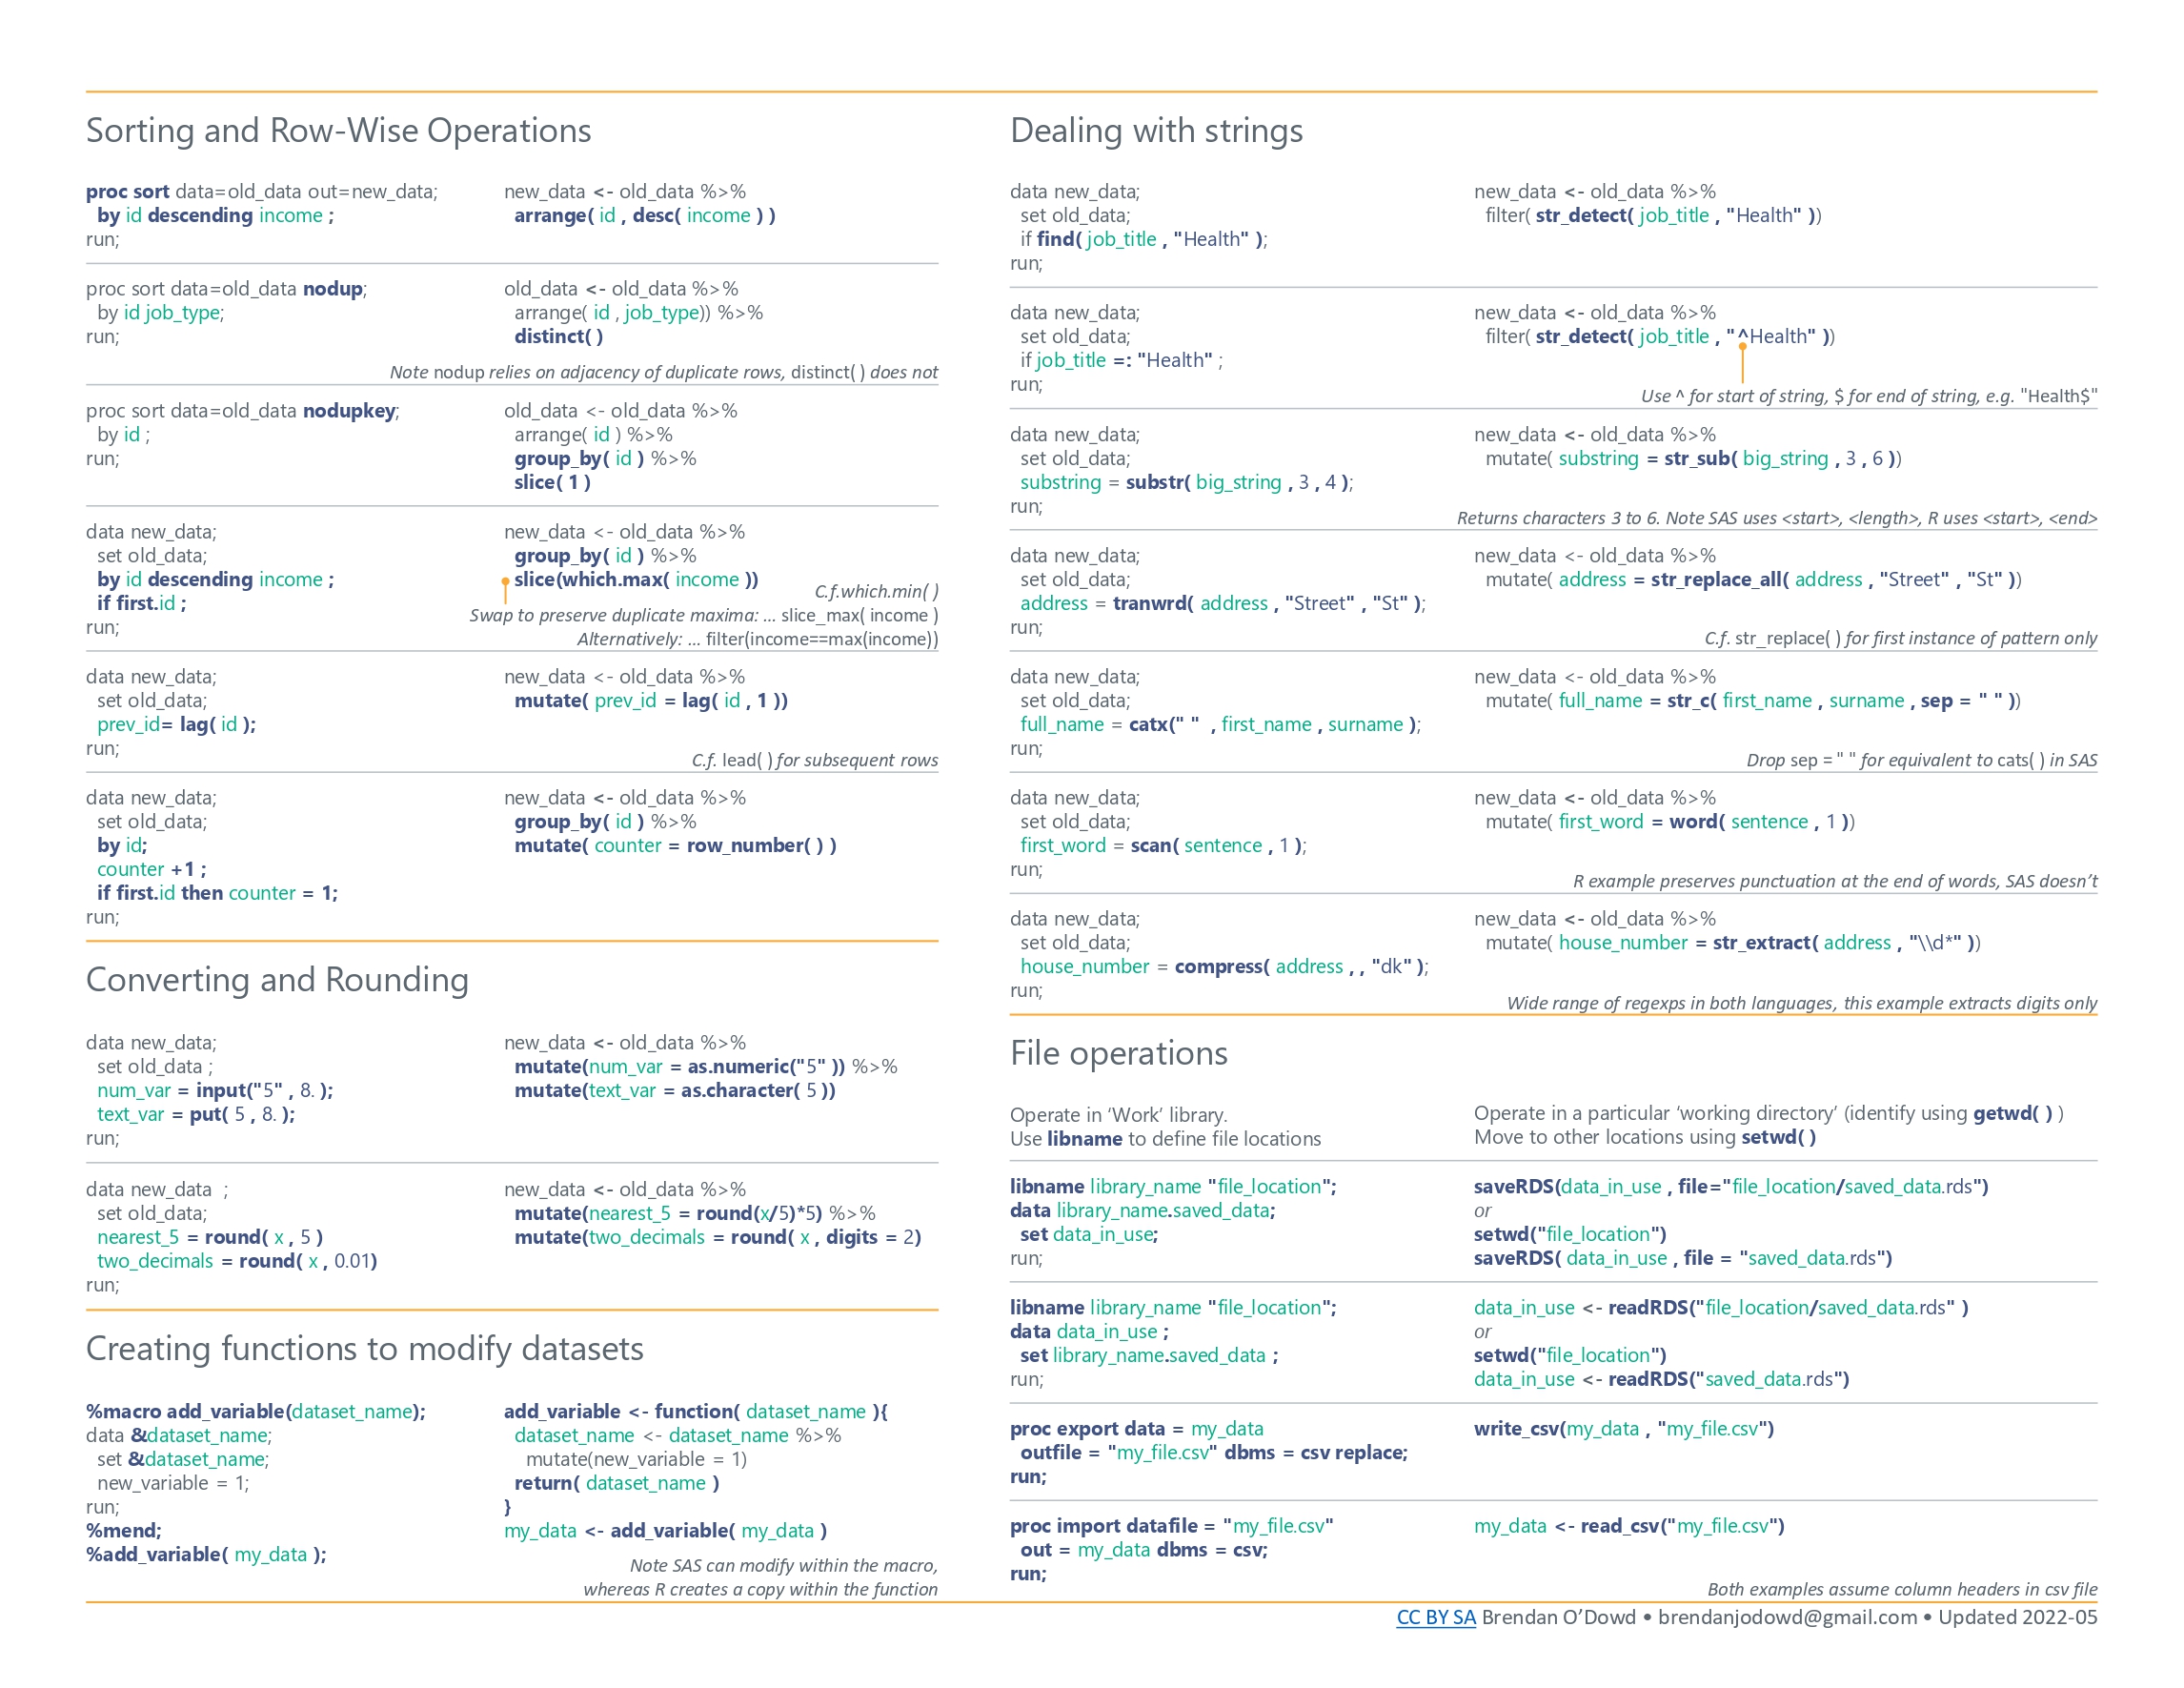 Sorting and Row-Wise Operations
proc sort data=old_data out=new_data;
by id descending income ;
run;
new_data <- old_data %>%
arrange( id , desc( income ) )
proc sort data=old_data nodup;
by id job_type;
run;
old_data <- old_data %>%
arrange( id , job_type)) %>%
distinct( )
Note nodup relies on adjacency of duplicate rows, distinct( ) does not
proc sort data=old_data nodupkey;
by id ;
run;
old_data <- old_data %>%
arrange( id ) %>%
group_by( id ) %>%
slice( 1 )
data new_data;
set old_data;
by id descending income ;
if first.id ;
run;
new_data <- old_data %>%
group_by( id ) %>%
slice(which.max( income ))
C.f.which.min( )
Swap to preserve duplicate maxima: ... slice_max( income )
Alternatively: ... filter(income==max(income))
data new_data;
set old_data;
prev_id= lag( id );
run;
new_data <- old_data %>%
mutate( prev_id = lag( id , 1 ))
C.f. lead( ) for subsequent rows
data new_data;
set old_data;
by id;
counter +1 ;
if first.id then counter = 1;
run;
new_data <- old_data %>%
group_by( id ) %>%
mutate( counter = row_number( ) )
Converting and Rounding
data new_data;
set old_data ;
num_var = input("5" , 8. );
text_var = put( 5 , 8. );
run;
new_data <- old_data %>%
mutate(num_var = as.numeric("5" )) %>%
mutate(text_var = as.character( 5 ))
data new_data ;
set old_data;
nearest_5 = round( x , 5 )
two_decimals = round( x , 0.01)
run;
new_data <- old_data %>%
mutate(nearest_5 = round(x/5)*5) %>%
mutate(two_decimals = round( x , digits = 2)
Creating functions to modify datasets
%macro add_variable(dataset_name);
data &dataset_name;
set &dataset_name;
new_variable = 1;
run;
%mend;
%add_variable( my_data );
add_variable <- function( dataset_name ){
dataset_name <- dataset_name %>%
mutate(new_variable = 1)
return( dataset_name )
}
my_data <- add_variable( my_data )
Note SAS can modify within the macro,
whereas R creates a copy within the function
Dealing with strings
data new_data;
set old_data;
if find( job_title , "Health" );
run;
new_data <- old_data %>%
filter( str_detect( job_title , "Health" ))
data new_data;
set old_data;
if job_title =: "Health" ;
run;
new_data <- old_data %>%
filter( str_detect( job_title , "^Health" ))
Use ^ for start of string, $ for end of string, e.g. "Health$"
data new_data;
set old_data;
substring = substr( big_string , 3 , 4 );
run;
new_data <- old_data %>%
mutate( substring = str_sub( big_string , 3 , 6 ))
Returns characters 3 to 6. Note SAS uses <start>, <length>, R uses <start>, <end>
data new_data;
set old_data;
address = tranwrd( address , "Street" , "St" );
run;
new_data <- old_data %>%
mutate( address = str_replace_all( address , "Street" , "St" ))
C.f. str_replace( ) for first instance of pattern only
data new_data;
set old_data;
full_name = catx(" " , first_name , surname );
run;
new_data <- old_data %>%
mutate( full_name = str_c( first_name , surname , sep = " " ))
Drop sep = " " for equivalent to cats( ) in SAS
data new_data;
set old_data;
first_word = scan( sentence , 1 );
run;
new_data <- old_data %>%
mutate( first_word = word( sentence , 1 ))
R example preserves punctuation at the end of words, SAS doesn't
data new_data;
set old_data;
house_number = compress( address , , "dk" );
run;
new_data <- old_data %>%
mutate( house_number = str_extract( address , "\\d*" ))
Wide range of regexps in both languages, this example extracts digits only
File operations
Operate in ‘Work’ library.
Use libname to define file locations
Operate in a particular ‘working directory’ (identify using getwd( ) )
Move to other locations using setwd( )
libname library_name "file_location";
data library_name.saved_data;
set data_in_use;
run;
saveRDS(data_in_use , file="file_location/saved_data.rds")
or
setwd("file_location")
saveRDS( data_in_use , file = "saved_data.rds")
libname library_name "file_location";
data data_in_use ;
set library_name.saved_data ;
run;
data_in_use <- readRDS("file_location/saved_data.rds" )
or
setwd("file_location")
data_in_use <- readRDS("saved_data.rds")
proc export data = my_data
outfile = "my_file.csv" dbms = csv replace;
run;
write_csv(my_data , "my_file.csv")
proc import datafile = "my_file.csv"
out = my_data dbms = csv;
run;
my_data <- read_csv("my_file.csv")
Both examples assume column headers in csv file
CC BY SA Brendan O’Dowd • brendanjodowd@gmail.com • Updated 2022-05